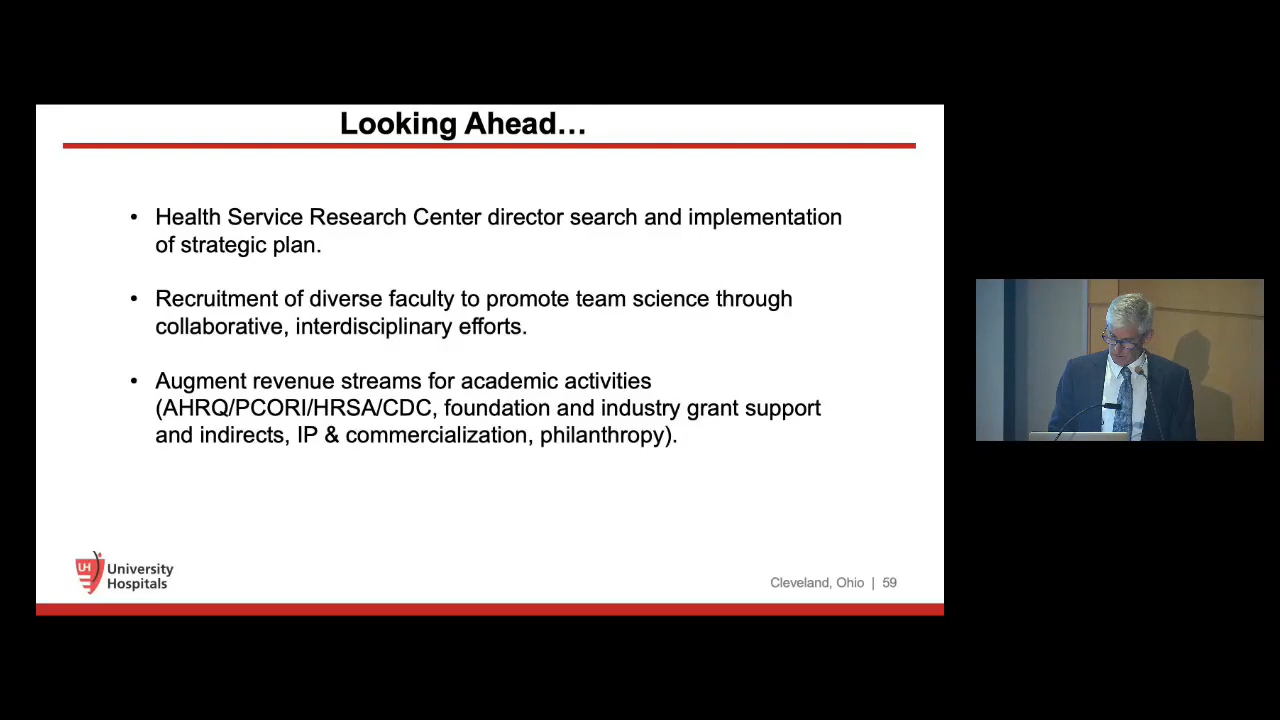 Looking Ahead…
• Health Service Research Center director search and implementation
of strategic plan.
• Recruitment of diverse faculty to promote team science through
collaborative, interdisciplinary efforts.
• Augment revenue streams for academic activities
(AHRQ/PCORI/HRSA/CDC, foundation and industry grant support
and indirects, IP & commercialization, philanthropy).
UH
University
Hospitals
Cleveland, Ohio | 59